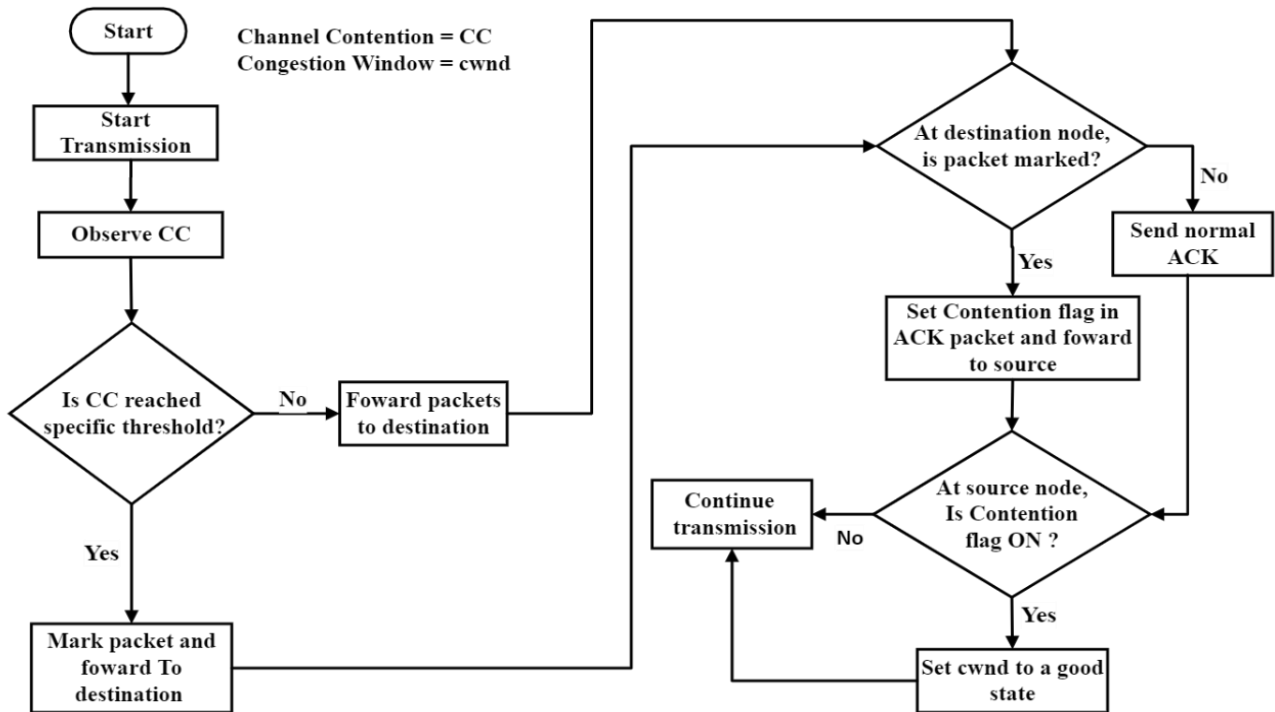 Start
Channel Contention = CC
Congestion Window = cwnd
Start
Transmission
Observe CC
Is CC reached
specific threshold?
No
Foward packets
to destination
Yes
Mark packet and
foward To
destination
At destination node,
is packet marked?
No
Send normal
ACK
Yes
Set Contention flag in
ACK packet and foward
to source
At source node,
Is Contention
flag ON ?
No
Continue
transmission
Yes
Set cwnd to a good
state